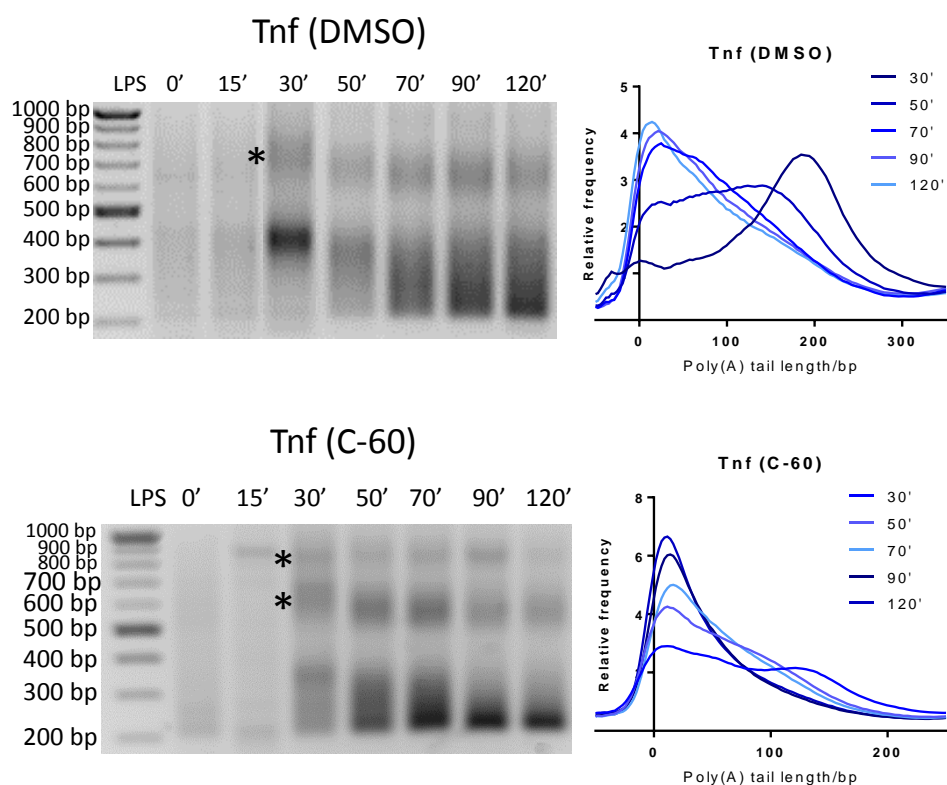 Tnf (DMSO)
LPS 0’ 15’ 30’ 50’ 70’ 90’ 120’
1000 bp
900 bp
800 bp
700 bp
600 bp
500 bp
400 bp
300 bp
200 bp
*
Tnf (DMSO)
30'
50'
70'
90'
120'
5
4
3
2
Relative frequency
0 100 200 300
Poly(A) tail length/bp
Tnf (C-60)
LPS 0’ 15’ 30’ 50’ 70’ 90’ 120’
1000 bp
900 bp
800 bp
700 bp
600 bp
500 bp
400 bp
300 bp
200 bp
*
*
Tnf (C-60)
30'
50'
70'
90'
120'
8
6
4
2
Relative frequency
0 100 200
Poly(A) tail length/bp